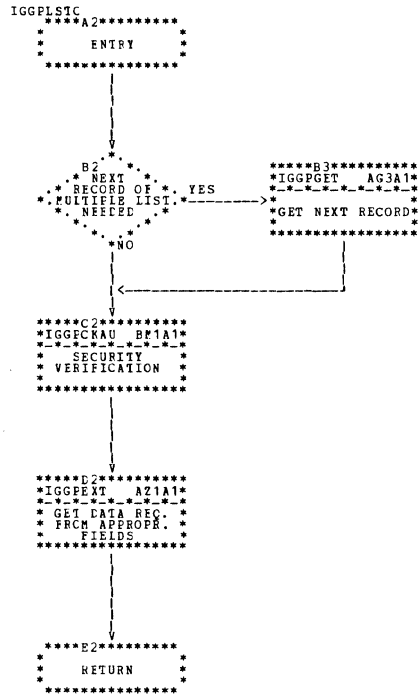 IGGPLSTC
*****A2**********
ENTRY
B2
NEXT
RECORD OF
MULTIPLE LIST
NEEDED
YES
*NO
*****B3**********
*IGGPGET AG3A1*
*-*-*-*-*-*-*-*-*
*GET NEXT RECORD*
*****C2**********
*IGGPCKAU BM1A1*
*-*-*-*-*-*-*-*-*
SECURITY
VERIFICATION
*****D2**********
*IGGPEXT AZ1A1*
*-*-*-*-*-*-*-*-*
* GET DATA REQ. *
* FROM APPROPR. *
* FIELDS *
*****************
****E2*********
RETURN
***************